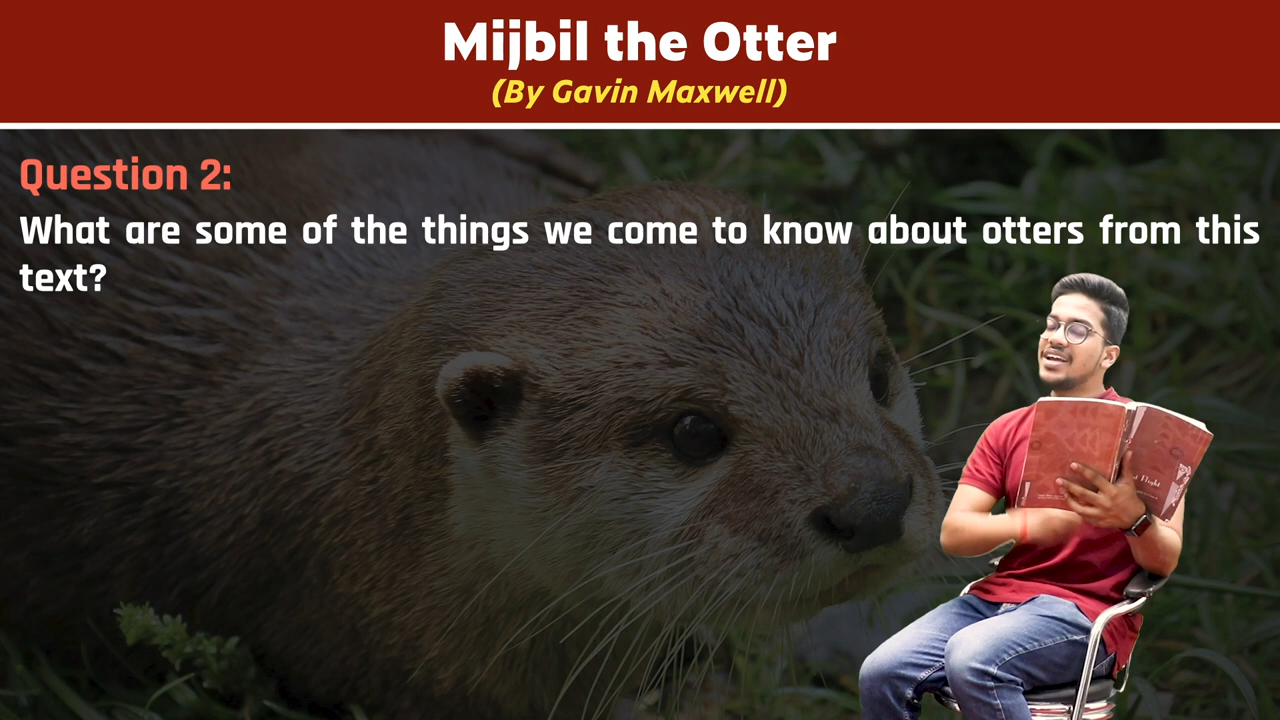 Mijbil the Otter
(By Gavin Maxwell)
Question 2:
What are some of the things we come to know about otters from this
text?
Flight